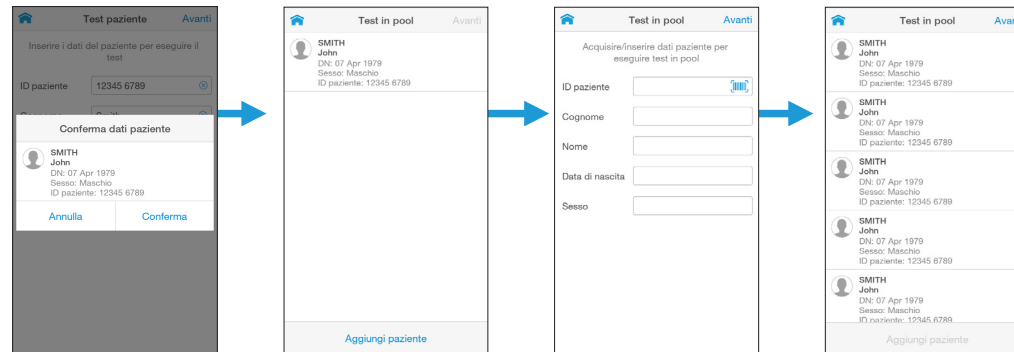 Test paziente
Avanti
Inserire i dati del paziente per eseguire il
test
ID paziente
12345 6789
Cognome
Smith
Conferma dati paziente
SMITH
John
DN: 07 Apr 1979
Sesso: Maschio
ID paziente: 12345 6789
Annulla
Conferma
Test in pool
Avanti
SMITH
John
DN: 07 Apr 1979
Sesso: Maschio
ID paziente: 12345 6789
Aggiungi paziente
Test in pool
Avanti
Acquisire/inserire dati paziente per
eseguire test in pool
ID paziente
Cognome
Nome
Data di nascita
Sesso
Test in pool
Avan
SMITH
John
DN: 07 Apr 1979
Sesso: Maschio
ID paziente: 12345 6789
SMITH
John
DN: 07 Apr 1979
Sesso: Maschio
ID paziente: 12345 6789
SMITH
John
DN: 07 Apr 1979
Sesso: Maschio
ID paziente: 12345 6789
SMITH
John
DN: 07 Apr 1979
Sesso: Maschio
ID paziente: 12345 6789
SMITH
John
DN: 07 Apr 1979
Sesso: Maschio
ID paziente: 12345 6789
Aggiungi paziente